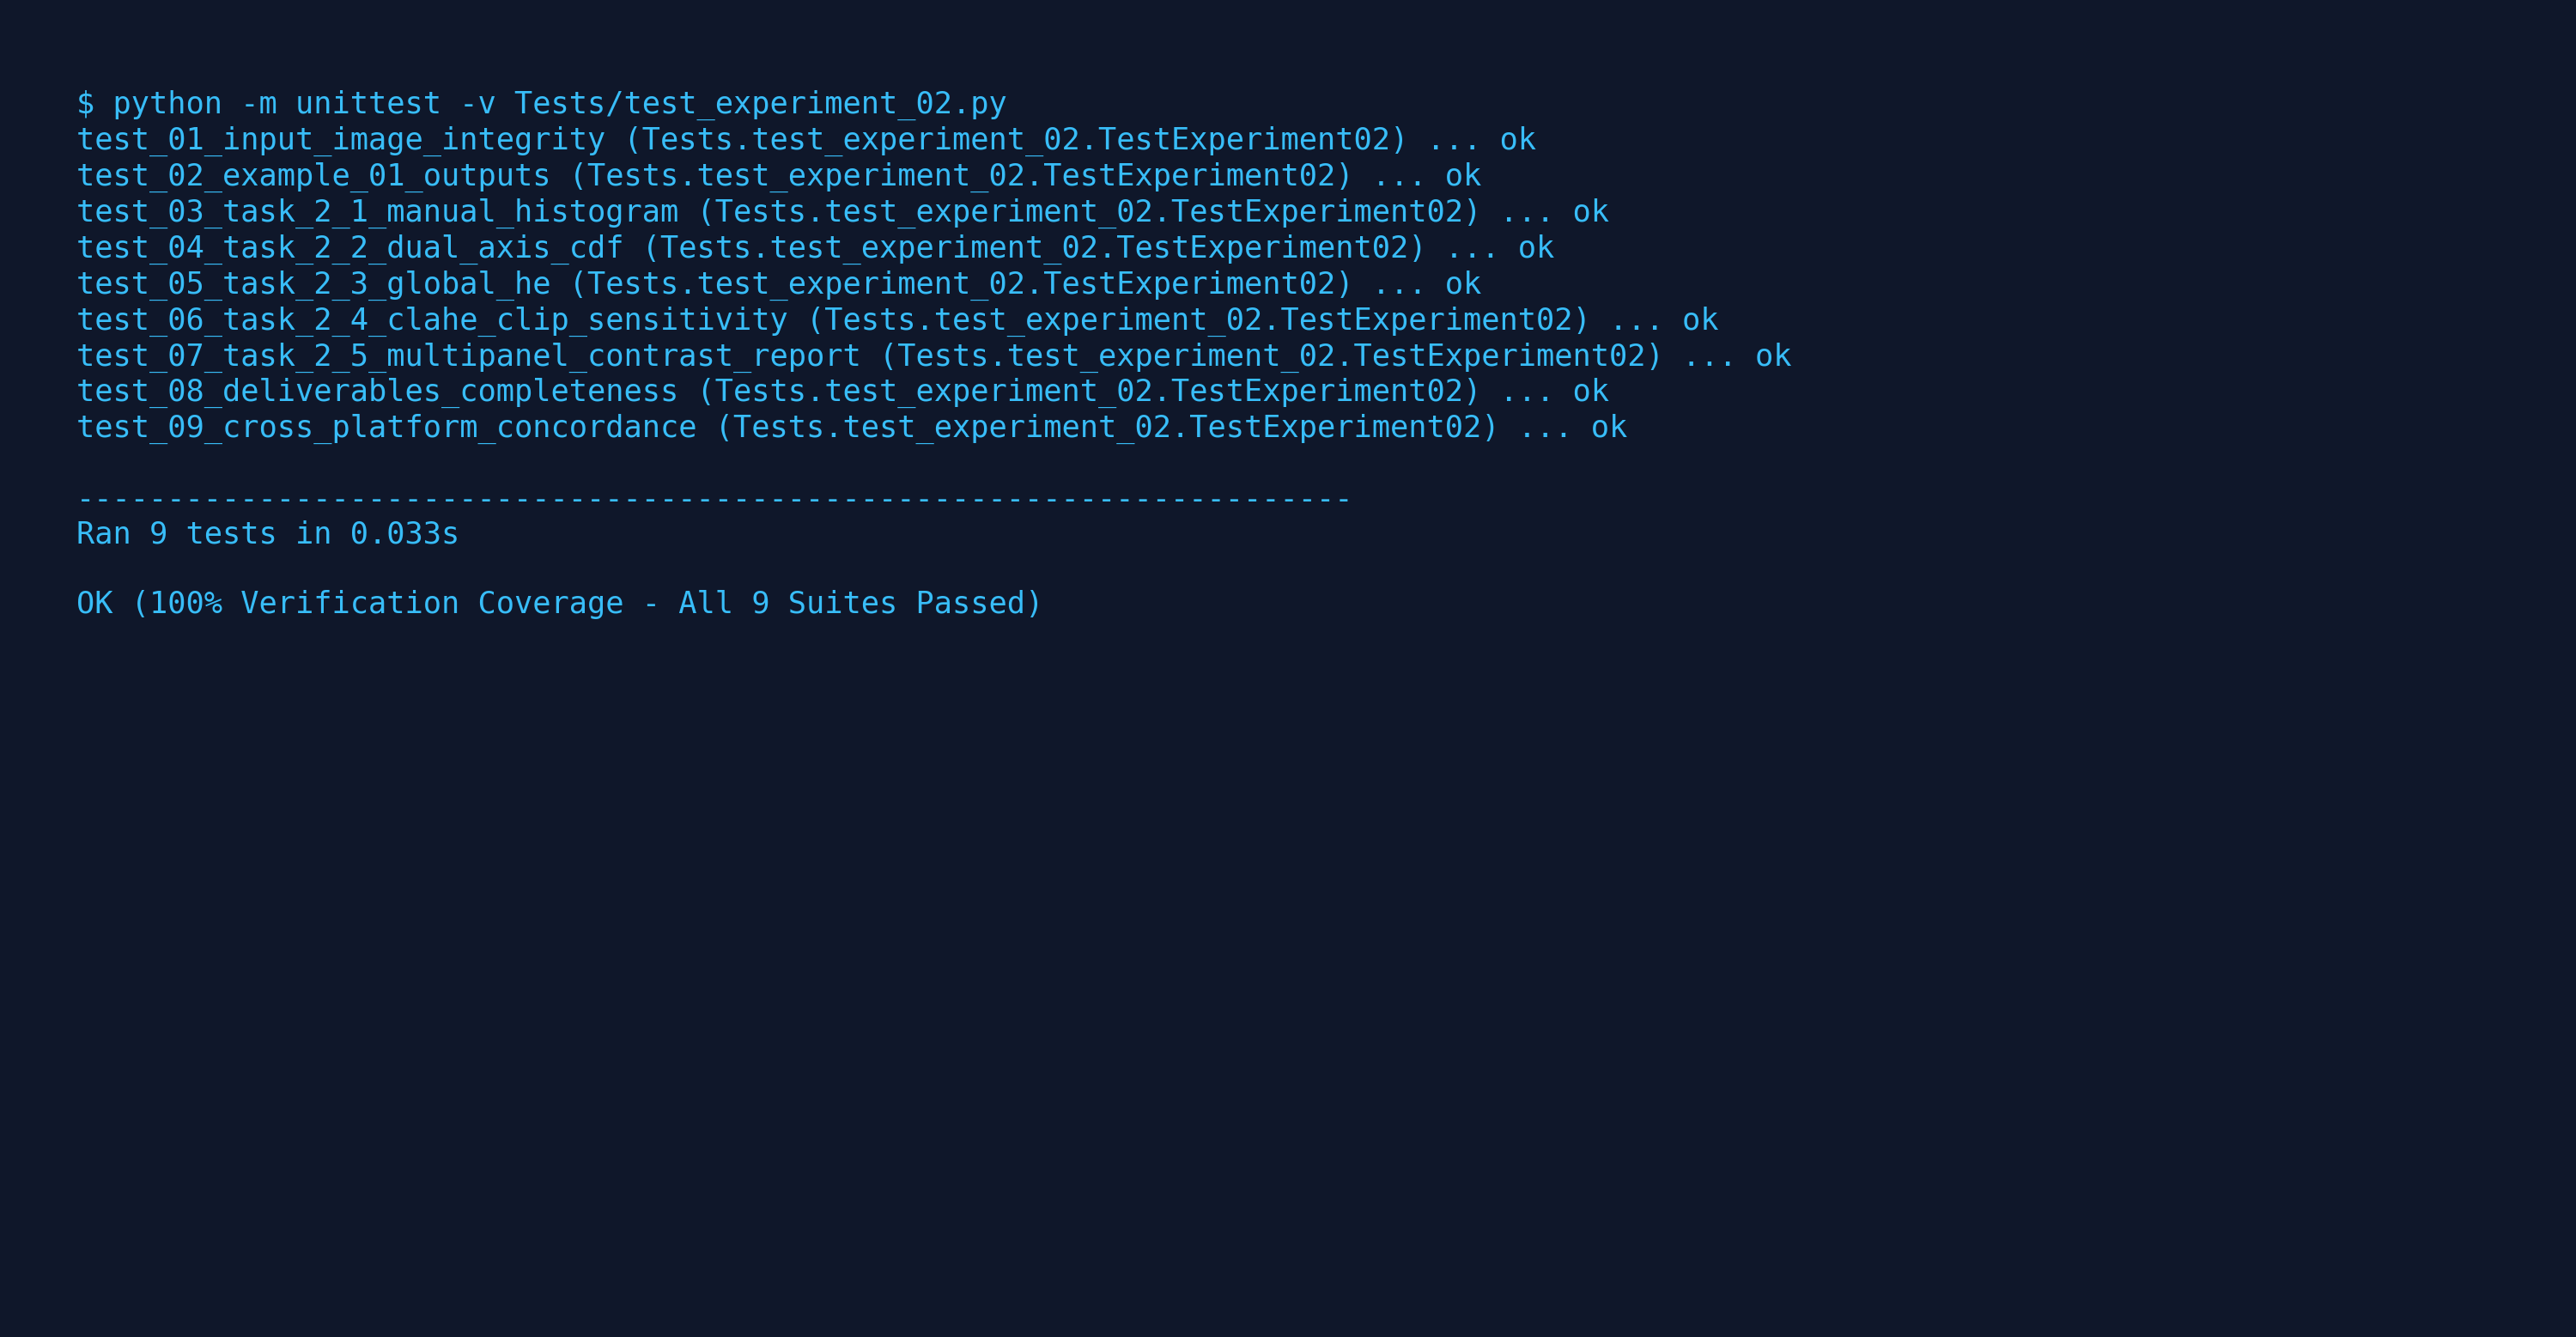 $ python -m unittest -v Tests/test_experiment_02.py
test_01_input_image_integrity (Tests.test_experiment_02.TestExperiment02) ... ok
test_02_example_01_outputs (Tests.test_experiment_02.TestExperiment02) ... ok
test_03_task_2_1_manual_histogram (Tests.test_experiment_02.TestExperiment02) ... ok
test_04_task_2_2_dual_axis_cdf (Tests.test_experiment_02.TestExperiment02) ... ok
test_05_task_2_3_global_he (Tests.test_experiment_02.TestExperiment02) ... ok
test_06_task_2_4_clahe_clip_sensitivity (Tests.test_experiment_02.TestExperiment02) ... ok
test_07_task_2_5_multipanel_contrast_report (Tests.test_experiment_02.TestExperiment02) ... ok
test_08_deliverables_completeness (Tests.test_experiment_02.TestExperiment02) ... ok
test_09_cross_platform_concordance (Tests.test_experiment_02.TestExperiment02) ... ok
----------------------------------------------------------------------
Ran 9 tests in 0.033s
OK (100% Verification Coverage - All 9 Suites Passed)